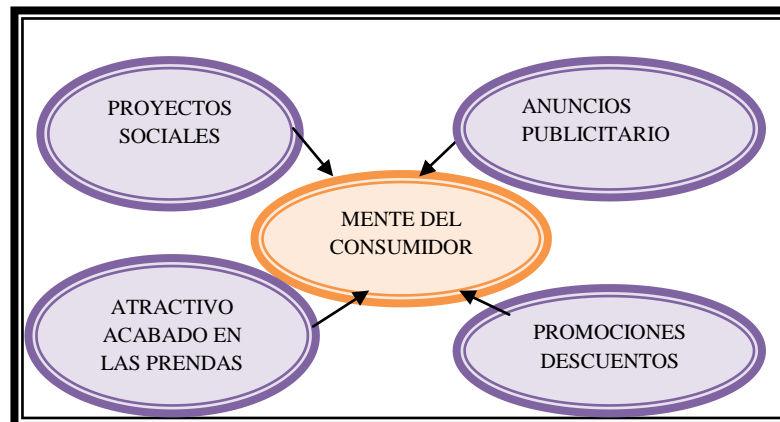 PROYECTOS
SOCIALES
ANUNCIOS
PUBLICITARIO
MENTE DEL
CONSUMIDOR
ATRACTIVO
ACABADO EN
LAS PRENDAS
PROMOCIONES
DESCUENTOS